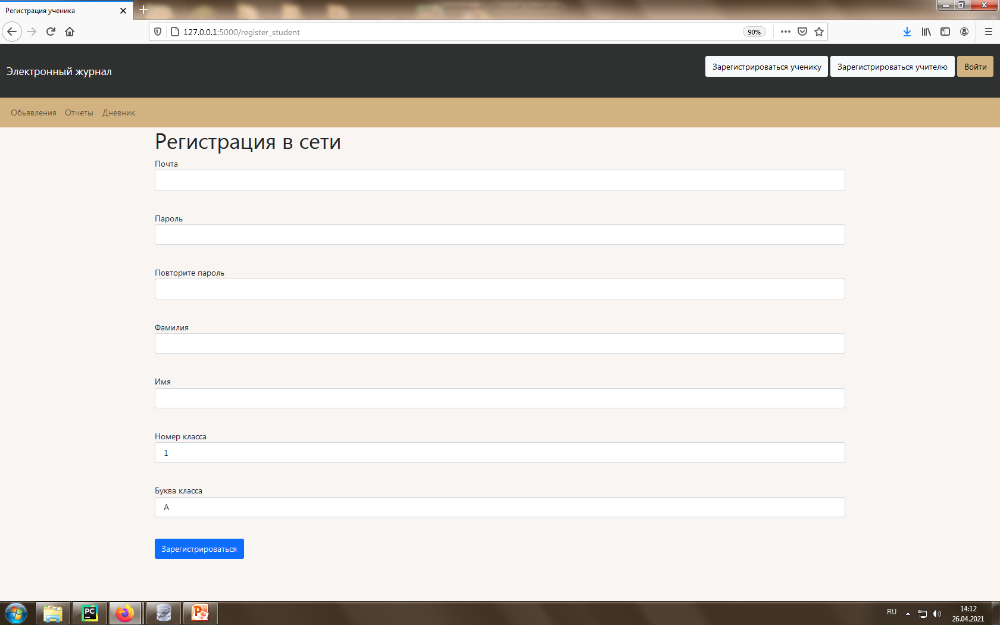 Регистрация ученика
127.0.0.1:5000/register_student
90%
Электронный журнал
Зарегистрироваться ученику
Зарегистрироваться учителю
Войти
Обьявления Отчеты Дневник
Регистрация в сети
Почта
Пароль
Повторите пароль
Фамилия
Имя
Номер класса
1
Буква класса
А
Зарегистрироваться
PC
P
RU
14:12
26.04.2021